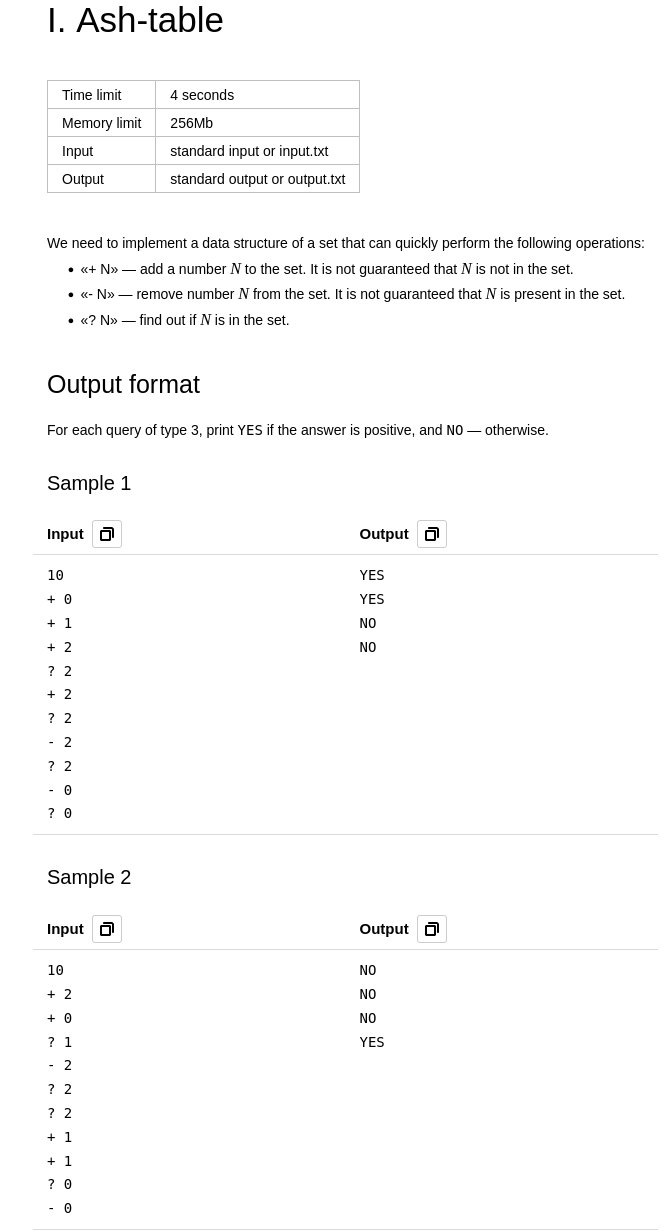 I. Ash-table
Time limit 4 seconds
Memory limit 256Mb
Input standard input or input.txt
Output standard output or output.txt
We need to implement a data structure of a set that can quickly perform the following operations:
• «+ N» — add a number N to the set. It is not guaranteed that N is not in the set.
• «- N» — remove number N from the set. It is not guaranteed that N is present in the set.
• «? N» — find out if N is in the set.
Output format
For each query of type 3, print YES if the answer is positive, and NO — otherwise.
Sample 1
Input Output
10 YES
+ 0 YES
+ 1 NO
+ 2 NO
? 2
+ 2
? 2
- 2
? 2
- 0
? 0
Sample 2
Input Output
10 NO
+ 2 NO
+ 0 NO
? 1 YES
- 2
? 2
? 2
+ 1
+ 1
? 0
- 0